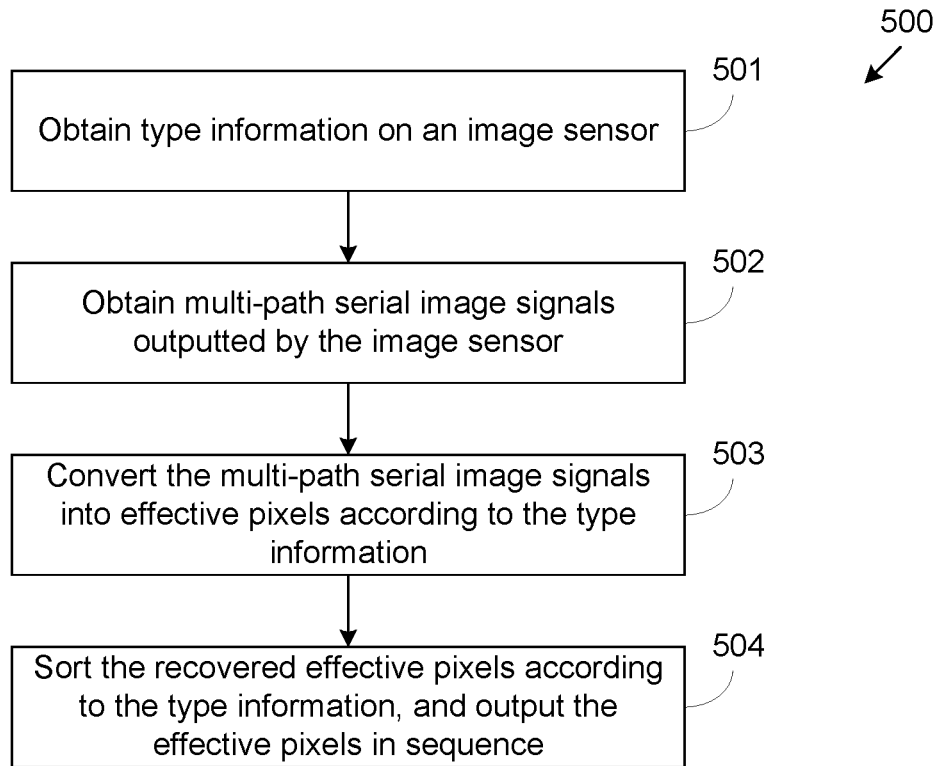 500
501
Obtain type information on an image sensor
502
Obtain multi-path serial image signals
outputted by the image sensor
503
Convert the multi-path serial image signals
into effective pixels according to the type
information
504
Sort the recovered effective pixels according
to the type information, and output the
effective pixels in sequence